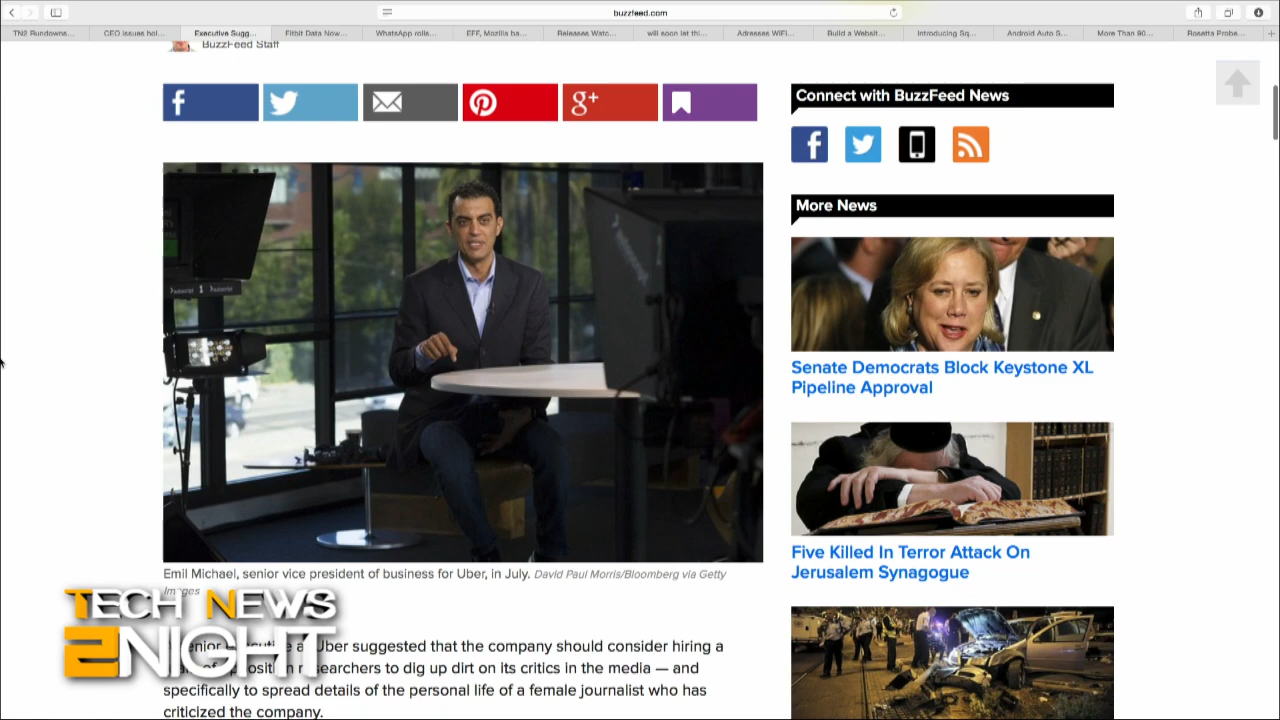 buzzfeed.com
TN2 Rundowns...
CEO issues hol...
Executive Sugg...
Fitbit Data Now...
WhatsApp rolls...
EFF, Mozilla ba...
Releases Watc...
will soon let thi...
Adresses WiFi...
Build a Websit...
Introducing Sq...
Android Auto S...
More Than 90...
Rosetta Probe...
BuzzFeed Staff
Connect with BuzzFeed News
More News
Senate Democrats Block Keystone XL
Pipeline Approval
Five Killed In Terror Attack On
Jerusalem Synagogue
Emil Michael, senior vice president of business for Uber, in July. David Paul Morris/Bloomberg via Getty
Images
TECH NEWS
2NIGHT
Uber suggested that the company should consider hiring a
researchers to dig up dirt on its critics in the media — and
specifically to spread details of the personal life of a female journalist who has
criticized the company.